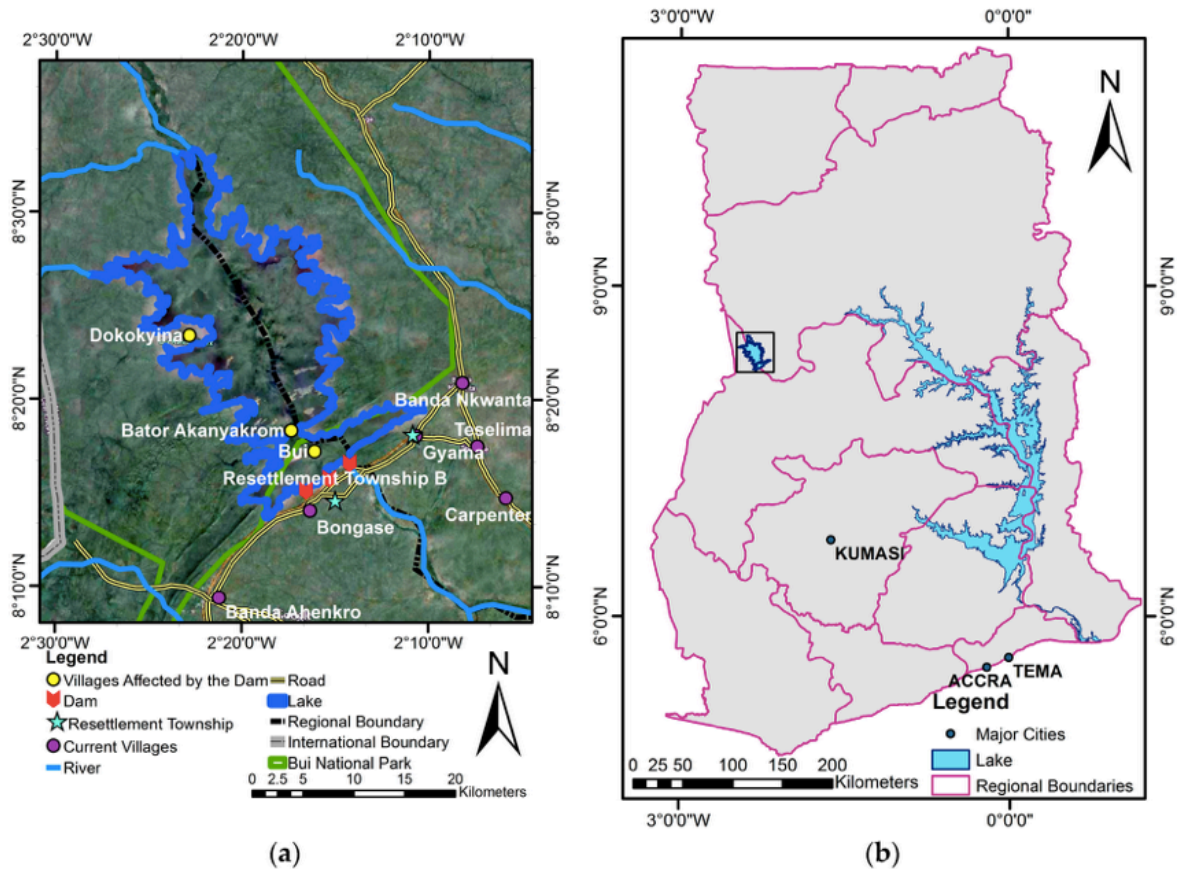 2°30'0"W 2°20'0"W 2°10'0"W
8°30'0"N
8°20'0"N
8°10'0"N
Dokokyina
Banda Nkwanta
Bator Akanyakrom
Teselima
Bui
Gyama
Resettlement Township B
Carpenter
Bongase
Banda Ahenkro
8°30'0"N
8°20'0"N
8°10'0"N
2°30'0"W 2°20'0"W 2°10'0"W
Legend
Villages Affected by the Dam
Dam
Resettlement Township
Current Villages
River
Road
Lake
Regional Boundary
International Boundary
Bui National Park
N
0 2.5 5 10 15 20
Kilometers
(a)
3°0'0"W 0°0'0"
N
9°0'0"N
6°0'0"N
KUMASI
TEMA
ACCRA
9°0'0"N
6°0'0"N
Legend
Major Cities
Lake
Regional Boundaries
0 25 50 100 150 200
Kilometers
3°0'0"W 0°0'0"
(b)